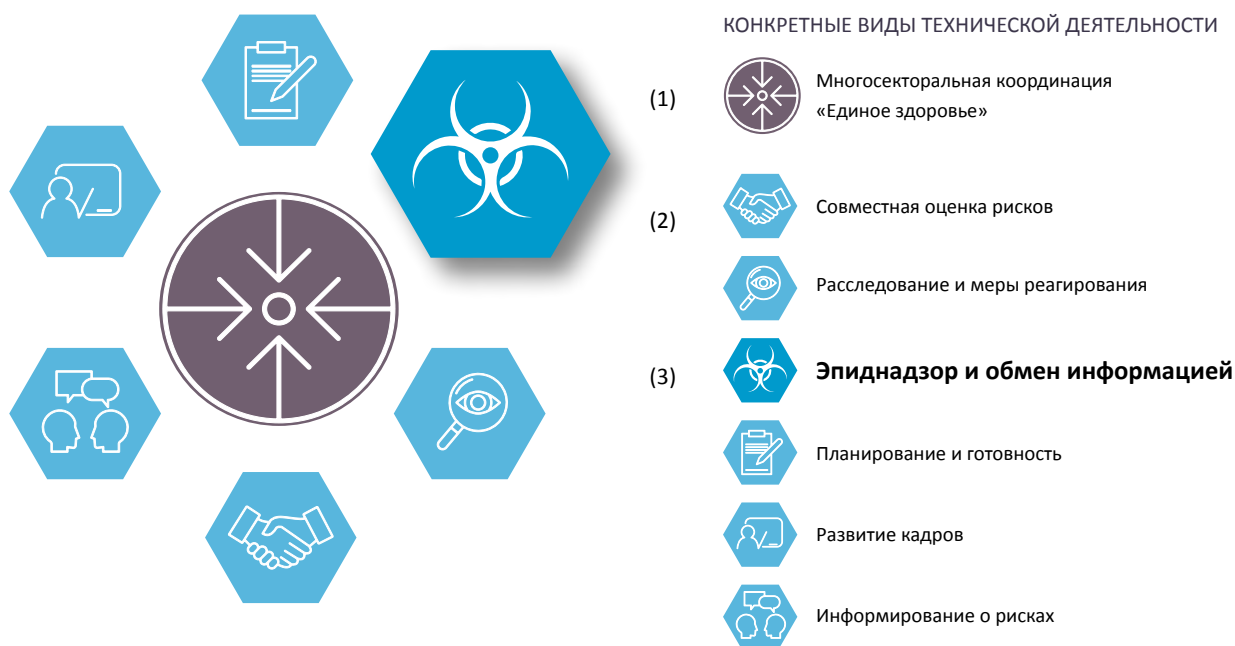 КОНКРЕТНЫЕ ВИДЫ ТЕХНИЧЕСКОЙ ДЕЯТЕЛЬНОСТИ
(1)
Многосекторальная координация
«Единое здоровье»
(2)
Совместная оценка рисков
Расследование и меры реагирования
(3)
Эпиднадзор и обмен информацией
Планирование и готовность
Развитие кадров
Информирование о рисках